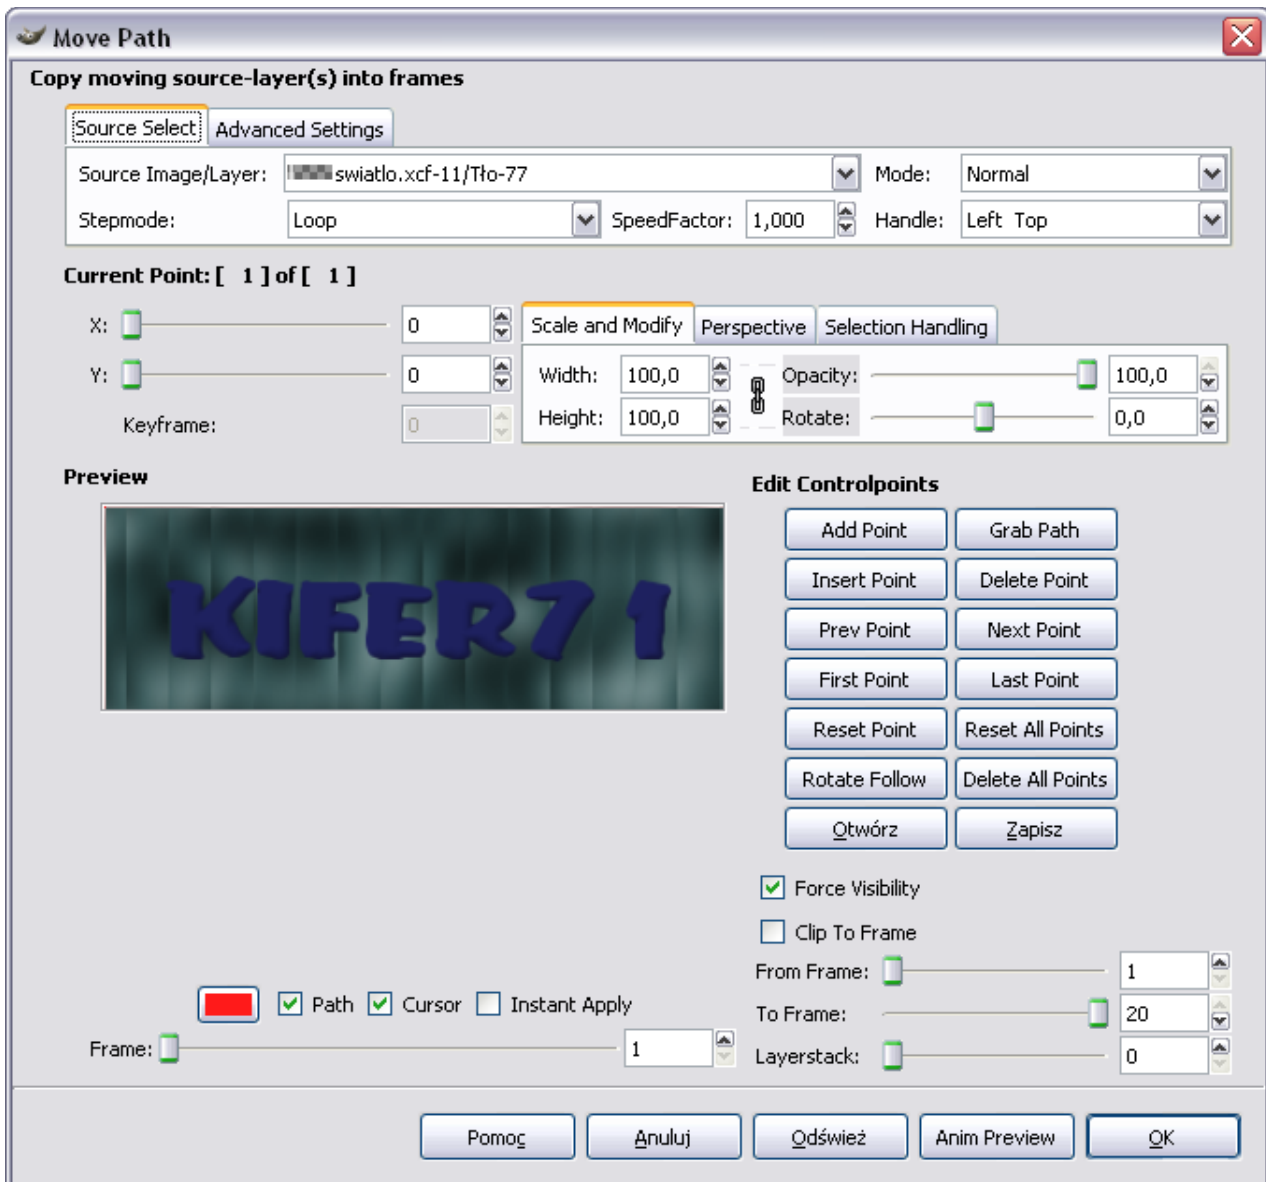 Move Path
Copy moving source-layer(s) into frames
Source Select Advanced Settings
Source Image/Layer: swiatlo.xcf-11/Tło-77 Mode: Normal
Stepmode: Loop SpeedFactor: 1,000 Handle: Left Top
Current Point: [ 1 ] of [ 1 ]
X: 0 Scale and Modify Perspective Selection Handling
Y: 0 Width: 100,0 Opacity: 100,0
Keyframe: 0 Height: 100,0 Rotate: 0,0
Preview
KIFER71
Edit Controlpoints
Add Point Grab Path
Insert Point Delete Point
Prev Point Next Point
First Point Last Point
Reset Point Reset All Points
Rotate Follow Delete All Points
Otwórz Zapisz
Force Visibility
Clip To Frame
From Frame: 1
To Frame: 20
Layerstack: 0
Path Cursor Instant Apply
Frame: 1
Pomoc Anuluj Odśwież Anim Preview OK